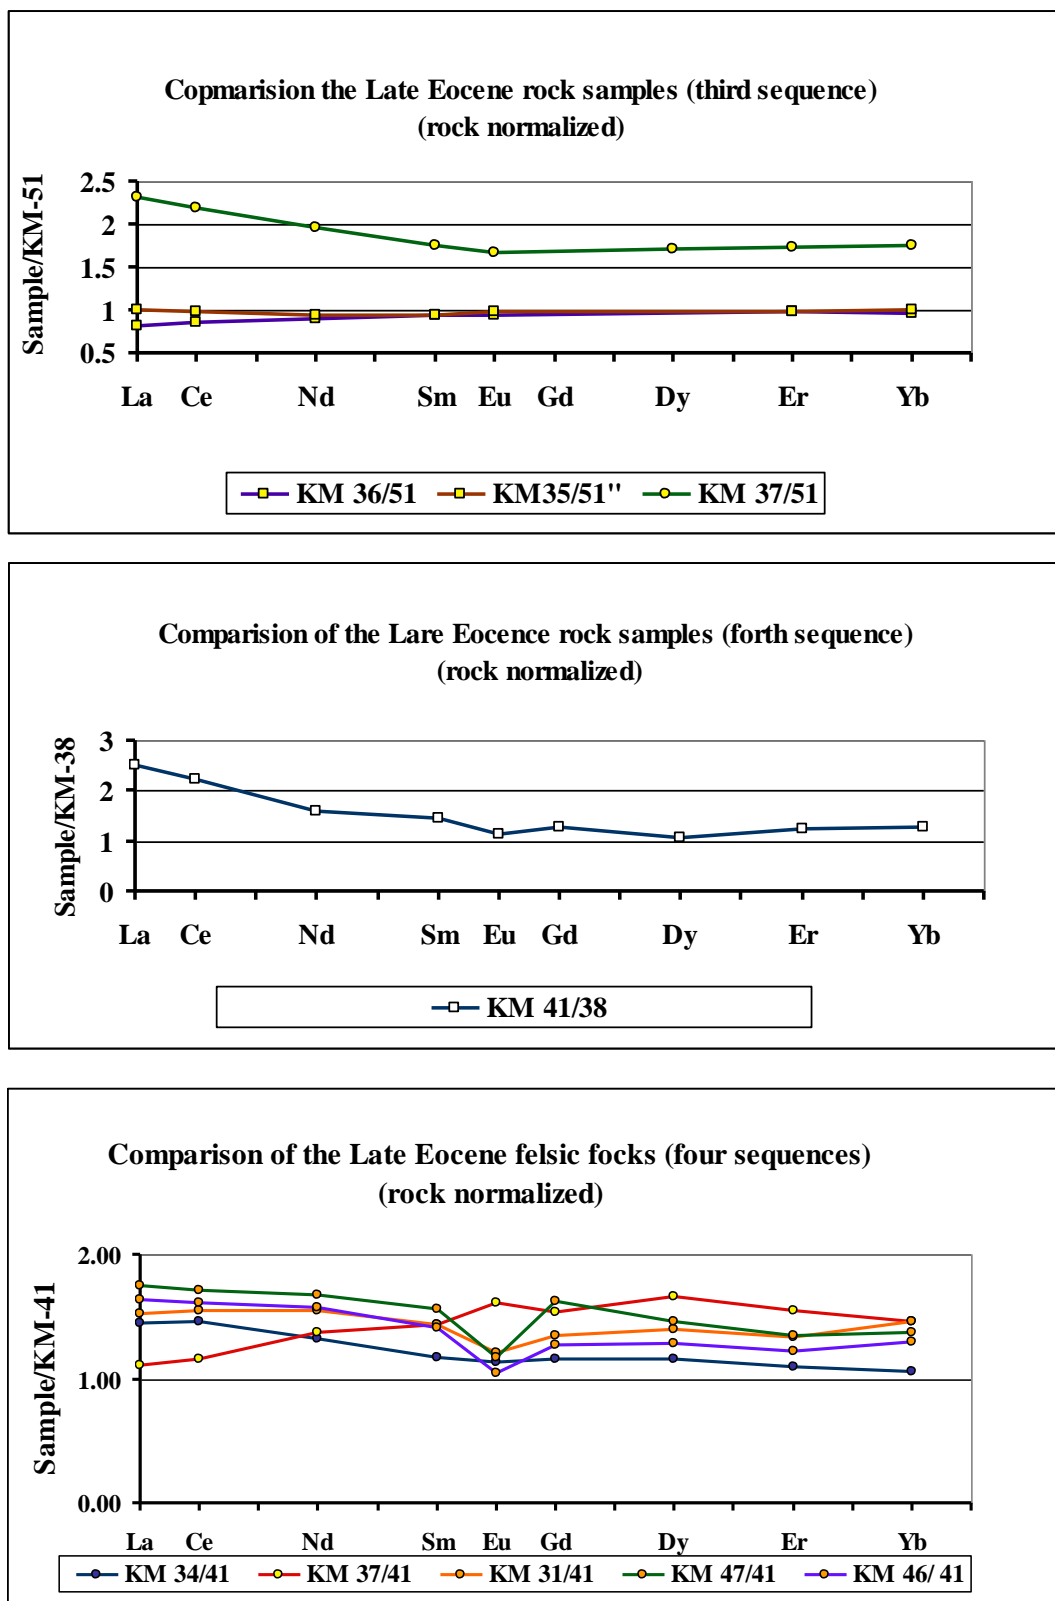 Copmarision the Late Eocene rock samples (third sequence)
(rock normalized)
Sample/KM-51
2.5
2
1.5
1
0.5
La Ce Nd Sm Eu Gd Dy Er Yb
KM 36/51 KM35/51" KM 37/51
Comparision of the Lare Eocence rock samples (forth sequence)
(rock normalized)
Sample/KM-38
3
2
1
0
La Ce Nd Sm Eu Gd Dy Er Yb
KM 41/38
Comparison of the Late Eocene felsic focks (four sequences)
(rock normalized)
Sample/KM-41
2.00
1.00
0.00
La Ce Nd Sm Eu Gd Dy Er Yb
KM 34/41 KM 37/41 KM 31/41 KM 47/41 KM 46/ 41